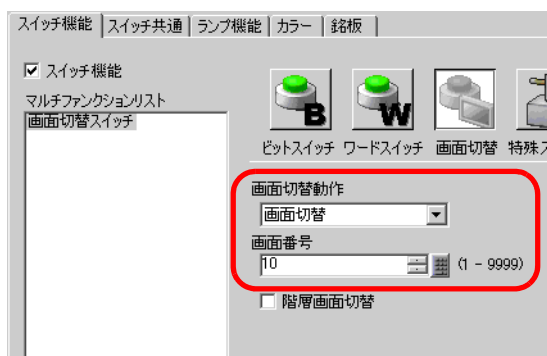 スイッチ機能 スイッチ共通 ランプ機能 カラー 銘板
スイッチ機能
マルチファンクションリスト
画面切替スイッチ
B W
ビットスイッチ ワードスイッチ 画面切替 特殊
画面切替動作
画面切替
画面番号
10 (1 - 9999)
階層画面切替